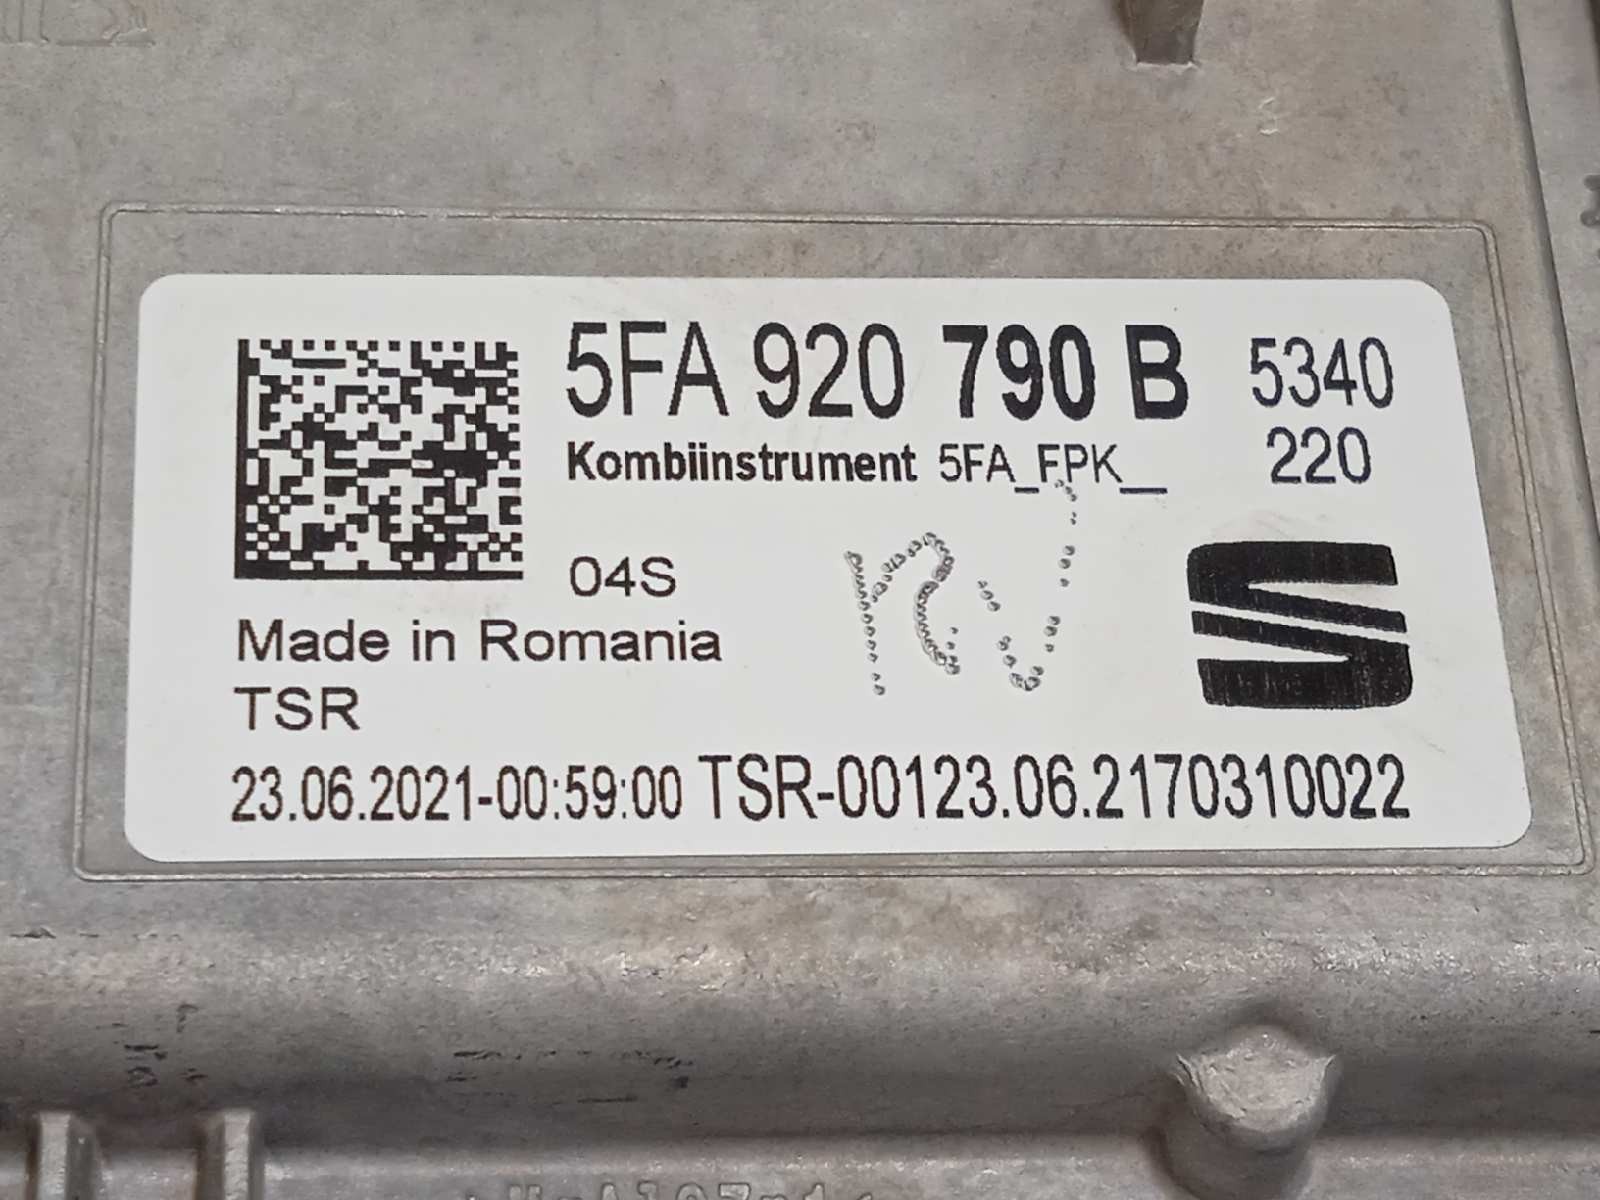 5FA 920 790 B 5340
Kombiinstrument 5FA_FPK__ 220
04S
Made in Romania
TSR
23.06.2021-00:59:00 TSR-00123.06.2170310022